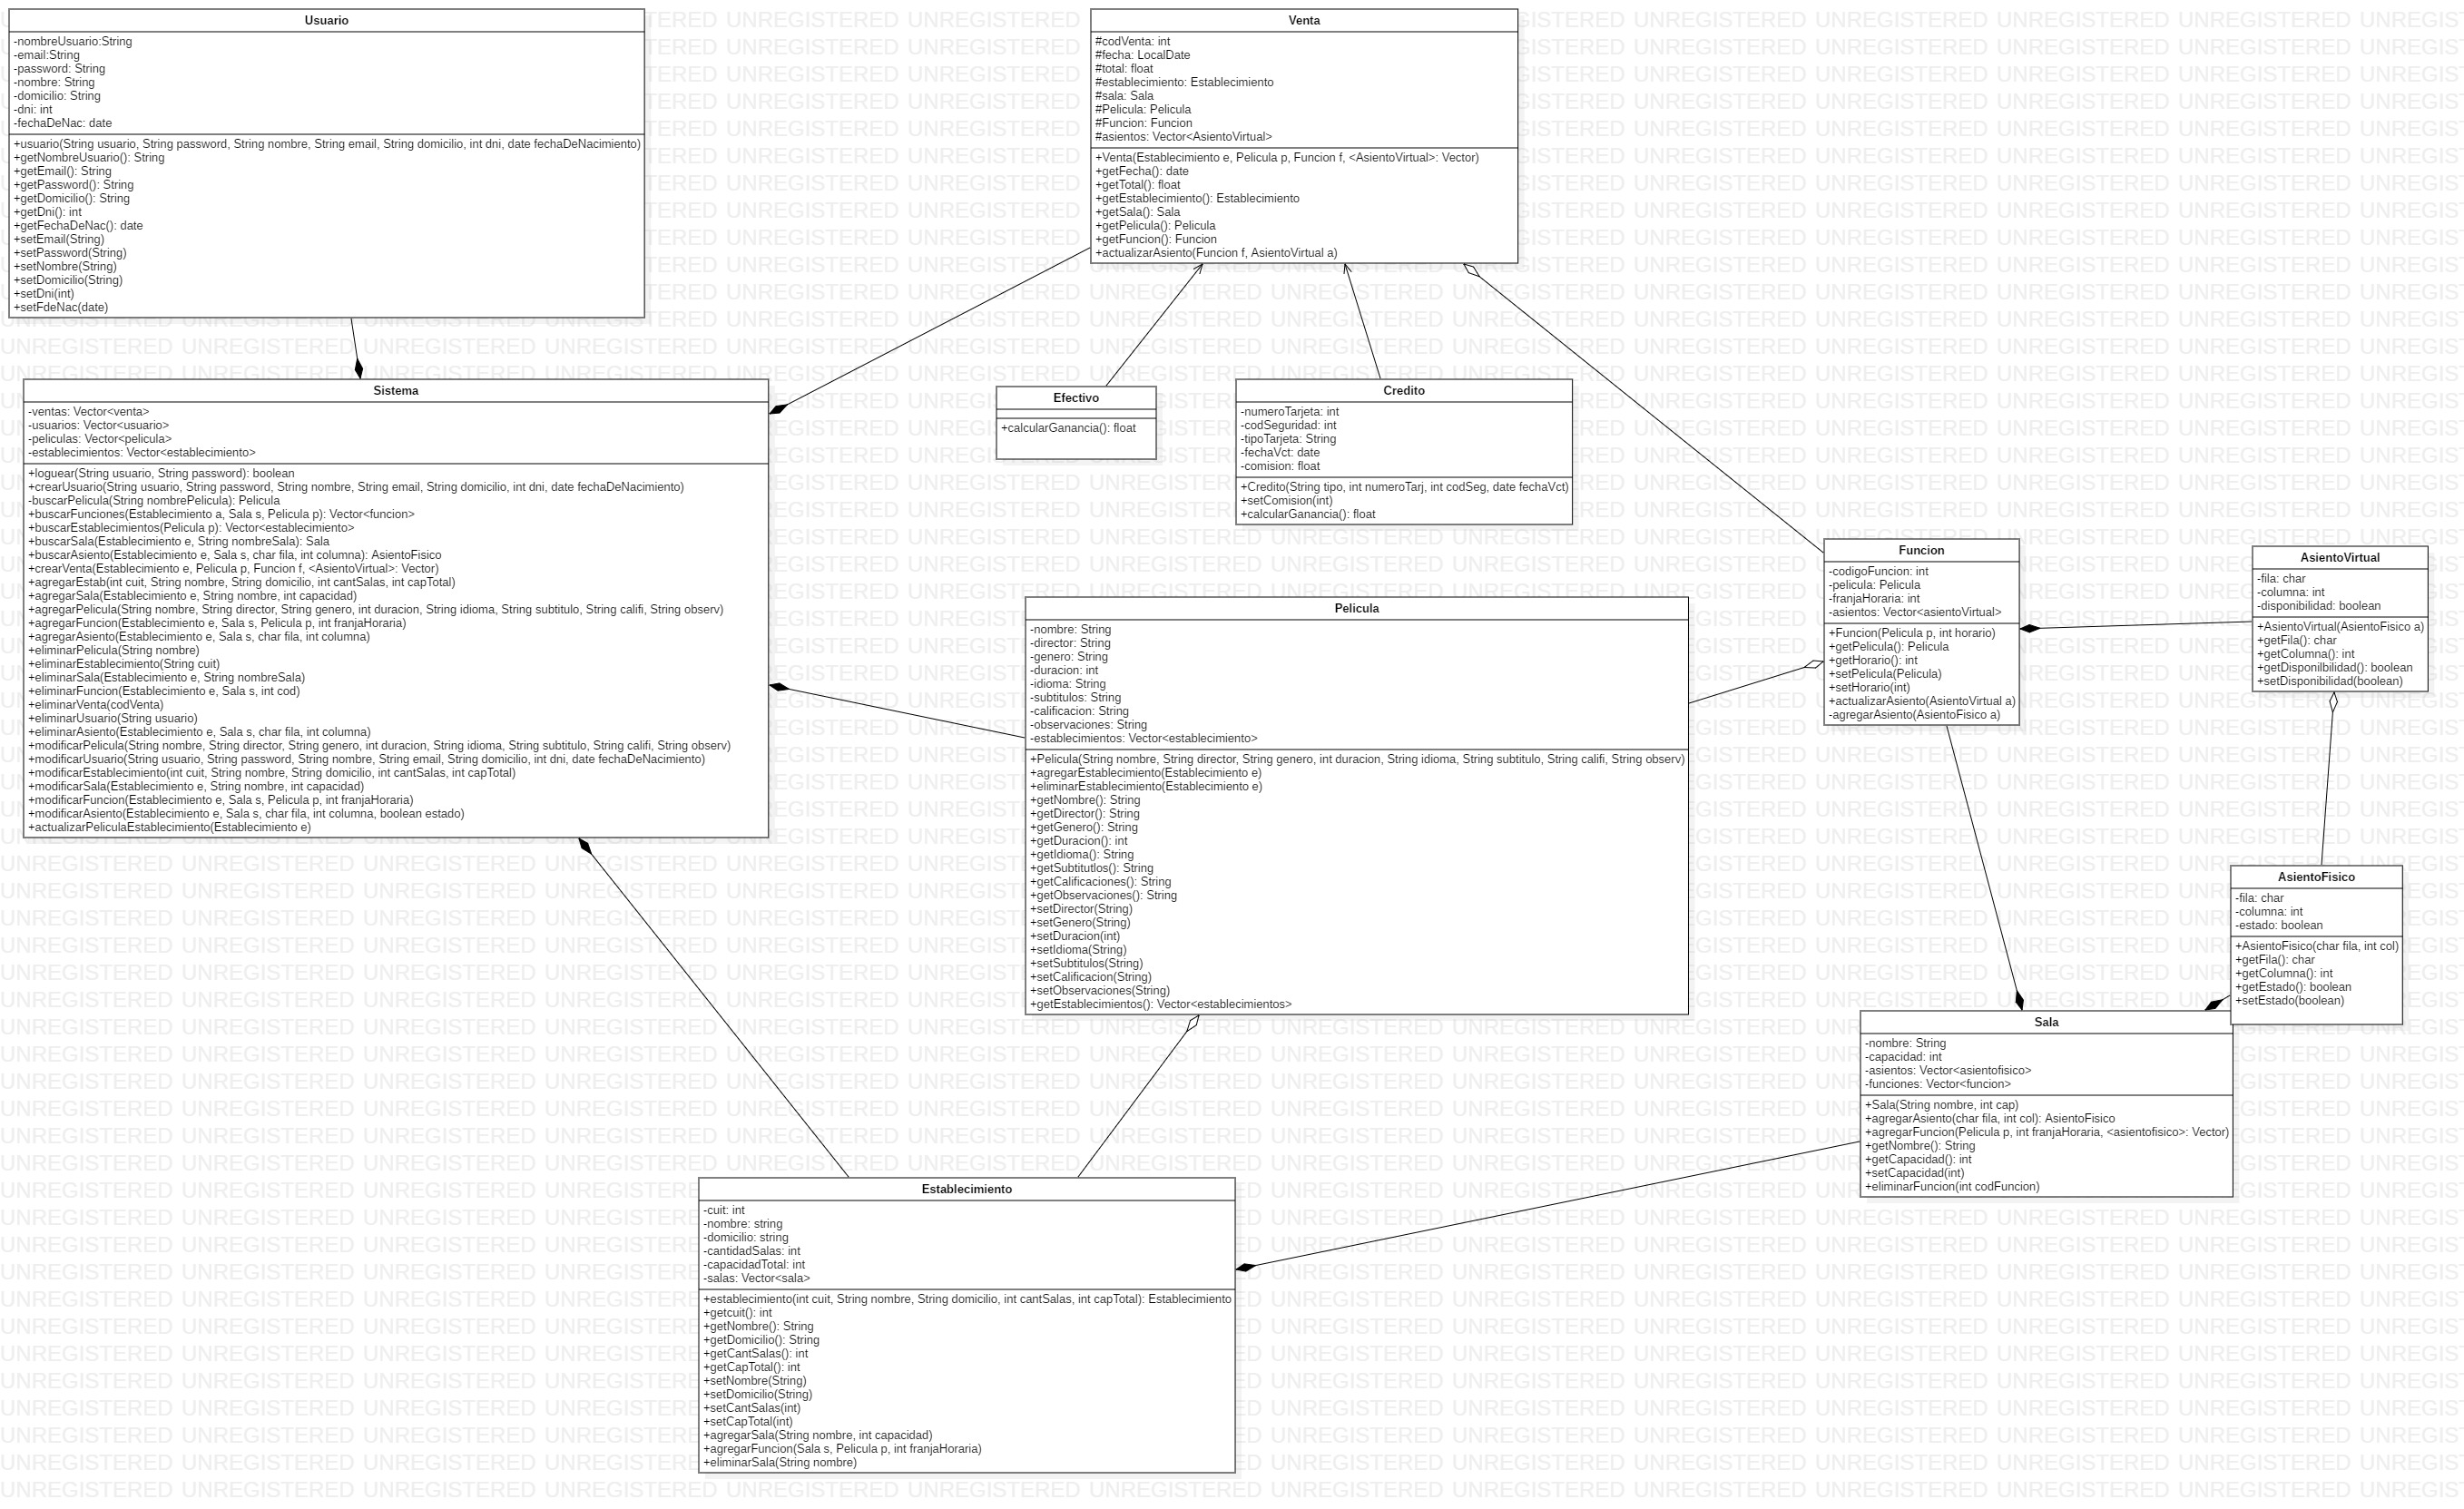 Usuario
-nombreUsuario:String
-email:String
-password: String
-nombre: String
-domicilio: String
-dni: int
-fechaDeNac: date
+usuario(String usuario, String password, String nombre, String email, String domicilio, int dni, date fechaDeNacimiento)
+getNombreUsuario(): String
+getEmail(): String
+getPassword(): String
+getDomicilio(): String
+getDni(): int
+getFechaDeNac(): date
+setEmail(String)
+setPassword(String)
+setNombre(String)
+setDomicilio(String)
+setDni(int)
+setFdeNac(date)
Venta
#codVenta: int
#fecha: LocalDate
#total: float
#establecimiento: Establecimiento
#sala: Sala
#Pelicula: Pelicula
#Funcion: Funcion
#asientos: Vector<AsientoVirtual>
+Venta(Establecimiento e, Pelicula p, Funcion f, <AsientoVirtual>: Vector)
+getFecha(): date
+getTotal(): float
+getEstablecimiento(): Establecimiento
+getSala(): Sala
+getPelicula(): Pelicula
+getFuncion(): Funcion
+actualizarAsiento(Funcion f, AsientoVirtual a)
Sistema
-ventas: Vector<venta>
-usuarios: Vector<usuario>
-peliculas: Vector<pelicula>
-establecimientos: Vector<establecimiento>
+loguear(String usuario, String password): boolean
+crearUsuario(String usuario, String password, String nombre, String email, String domicilio, int dni, date fechaDeNacimiento)
-buscarPelicula(String nombrePelicula): Pelicula
+buscarFunciones(Establecimiento a, Sala s, Pelicula p): Vector<funcion>
+buscarEstablecimientos(Pelicula p): Vector<establecimiento>
+buscarSala(Establecimiento e, String nombreSala): Sala
+buscarAsiento(Establecimiento e, Sala s, char fila, int columna): AsientoFisico
+crearVenta(Establecimiento e, Pelicula p, Funcion f, <AsientoVirtual>: Vector)
+agregarEstab(int cuit, String nombre, String domicilio, int cantSalas, int capTotal)
+agregarSala(Establecimiento e, String nombre, int capacidad)
+agregarPelicula(String nombre, String director, String genero, int duracion, String idioma, String subtitulo, String califi, String observ)
+agregarFuncion(Establecimiento e, Sala s, Pelicula p, int franjaHoraria)
+agregarAsiento(Establecimiento e, Sala s, char fila, int columna)
+eliminarPelicula(String nombre)
+eliminarEstablecimiento(String cuit)
+eliminarSala(Establecimiento e, String nombreSala)
+eliminarFuncion(Establecimiento e, Sala s, int cod)
+eliminarVenta(codVenta)
+eliminarUsuario(String usuario)
+eliminarAsiento(Establecimiento e, Sala s, char fila, int columna)
+modificarPelicula(String nombre, String director, String genero, int duracion, String idioma, String subtitulo, String califi, String observ)
+modificarUsuario(String usuario, String password, String nombre, String email, String domicilio, int dni, date fechaDeNacimiento)
+modificarEstablecimiento(int cuit, String nombre, String domicilio, int cantSalas, int capTotal)
+modificarSala(Establecimiento e, String nombre, int capacidad)
+modificarFuncion(Establecimiento e, Sala s, Pelicula p, int franjaHoraria)
+modificarAsiento(Establecimiento e, Sala s, char fila, int columna, boolean estado)
+actualizarPeliculaEstablecimiento(Establecimiento e)
Efectivo
+calcularGanancia(): float
Credito
-numeroTarjeta: int
-codSeguridad: int
-tipoTarjeta: String
-fechaVct: date
-comision: float
+Credito(String tipo, int numeroTarj, int codSeg, date fechaVct)
+setComision(int)
+calcularGanancia(): float
Funcion
-codigoFuncion: int
-pelicula: Pelicula
-franjaHoraria: int
-asientos: Vector<asientoVirtual>
+Funcion(Pelicula p, int horario)
+getPelicula(): Pelicula
+getHorario(): int
+setPelicula(Pelicula)
+setHorario(int)
+actualizarAsiento(AsientoVirtual a)
-agregarAsiento(AsientoFisico a)
AsientoVirtual
-fila: char
-columna: int
-disponibilidad: boolean
+AsientoVirtual(AsientoFisico a)
+getFila(): char
+getColumna(): int
+getDisponilbilidad(): boolean
+setDisponibilidad(boolean)
Pelicula
-nombre: String
-director: String
-genero: String
-duracion: int
-idioma: String
-subtitulos: String
-calificacion: String
-observaciones: String
-establecimientos: Vector<establecimiento>
+Pelicula(String nombre, String director, String genero, int duracion, String idioma, String subtitulo, String califi, String observ)
+agregarEstablecimiento(Establecimiento e)
+eliminarEstablecimiento(Establecimiento e)
+getNombre(): String
+getDirector(): String
+getGenero(): String
+getDuracion(): int
+getIdioma(): String
+getSubtitutlos(): String
+getCalificaciones(): String
+getObservaciones(): String
+setDirector(String)
+setGenero(String)
+setDuracion(int)
+setIdioma(String)
+setSubtitulos(String)
+setCalificacion(String)
+setObservaciones(String)
+getEstablecimientos(): Vector<establecimientos>
AsientoFisico
-fila: char
-columna: int
-estado: boolean
+AsientoFisico(char fila, int col)
+getFila(): char
+getColumna(): int
+getEstado(): boolean
+setEstado(boolean)
Sala
-nombre: String
-capacidad: int
-asientos: Vector<asientofisico>
-funciones: Vector<funcion>
+Sala(String nombre, int cap)
+agregarAsiento(char fila, int col): AsientoFisico
+agregarFuncion(Pelicula p, int franjaHoraria, <asientofisico>: Vector)
+getNombre(): String
+getCapacidad(): int
+setCapacidad(int)
+eliminarFuncion(int codFuncion)
Establecimiento
-cuit: int
-nombre: string
-domicilio: string
-cantidadSalas: int
-capacidadTotal: int
-salas: Vector<sala>
+establecimiento(int cuit, String nombre, String domicilio, int cantSalas, int capTotal): Establecimiento
+getcuit(): int
+getNombre(): String
+getDomicilio(): String
+getCantSalas(): int
+getCapTotal(): int
+setNombre(String)
+setDomicilio(String)
+setCantSalas(int)
+setCapTotal(int)
+agregarSala(String nombre, int capacidad)
+agregarFuncion(Sala s, Pelicula p, int franjaHoraria)
+eliminarSala(String nombre)